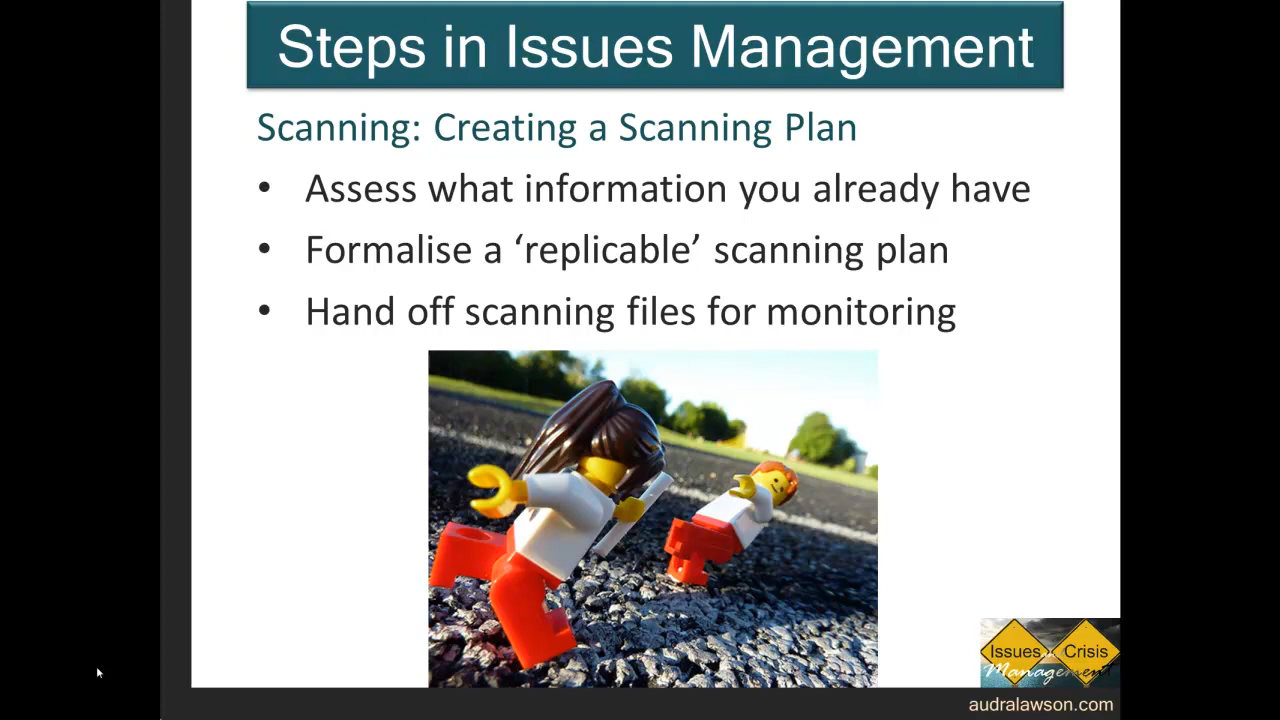 Steps in Issues Management
Scanning: Creating a Scanning Plan
• Assess what information you already have
• Formalise a ‘replicable’ scanning plan
• Hand off scanning files for monitoring
Issues Crisis
Management
audralawson.com